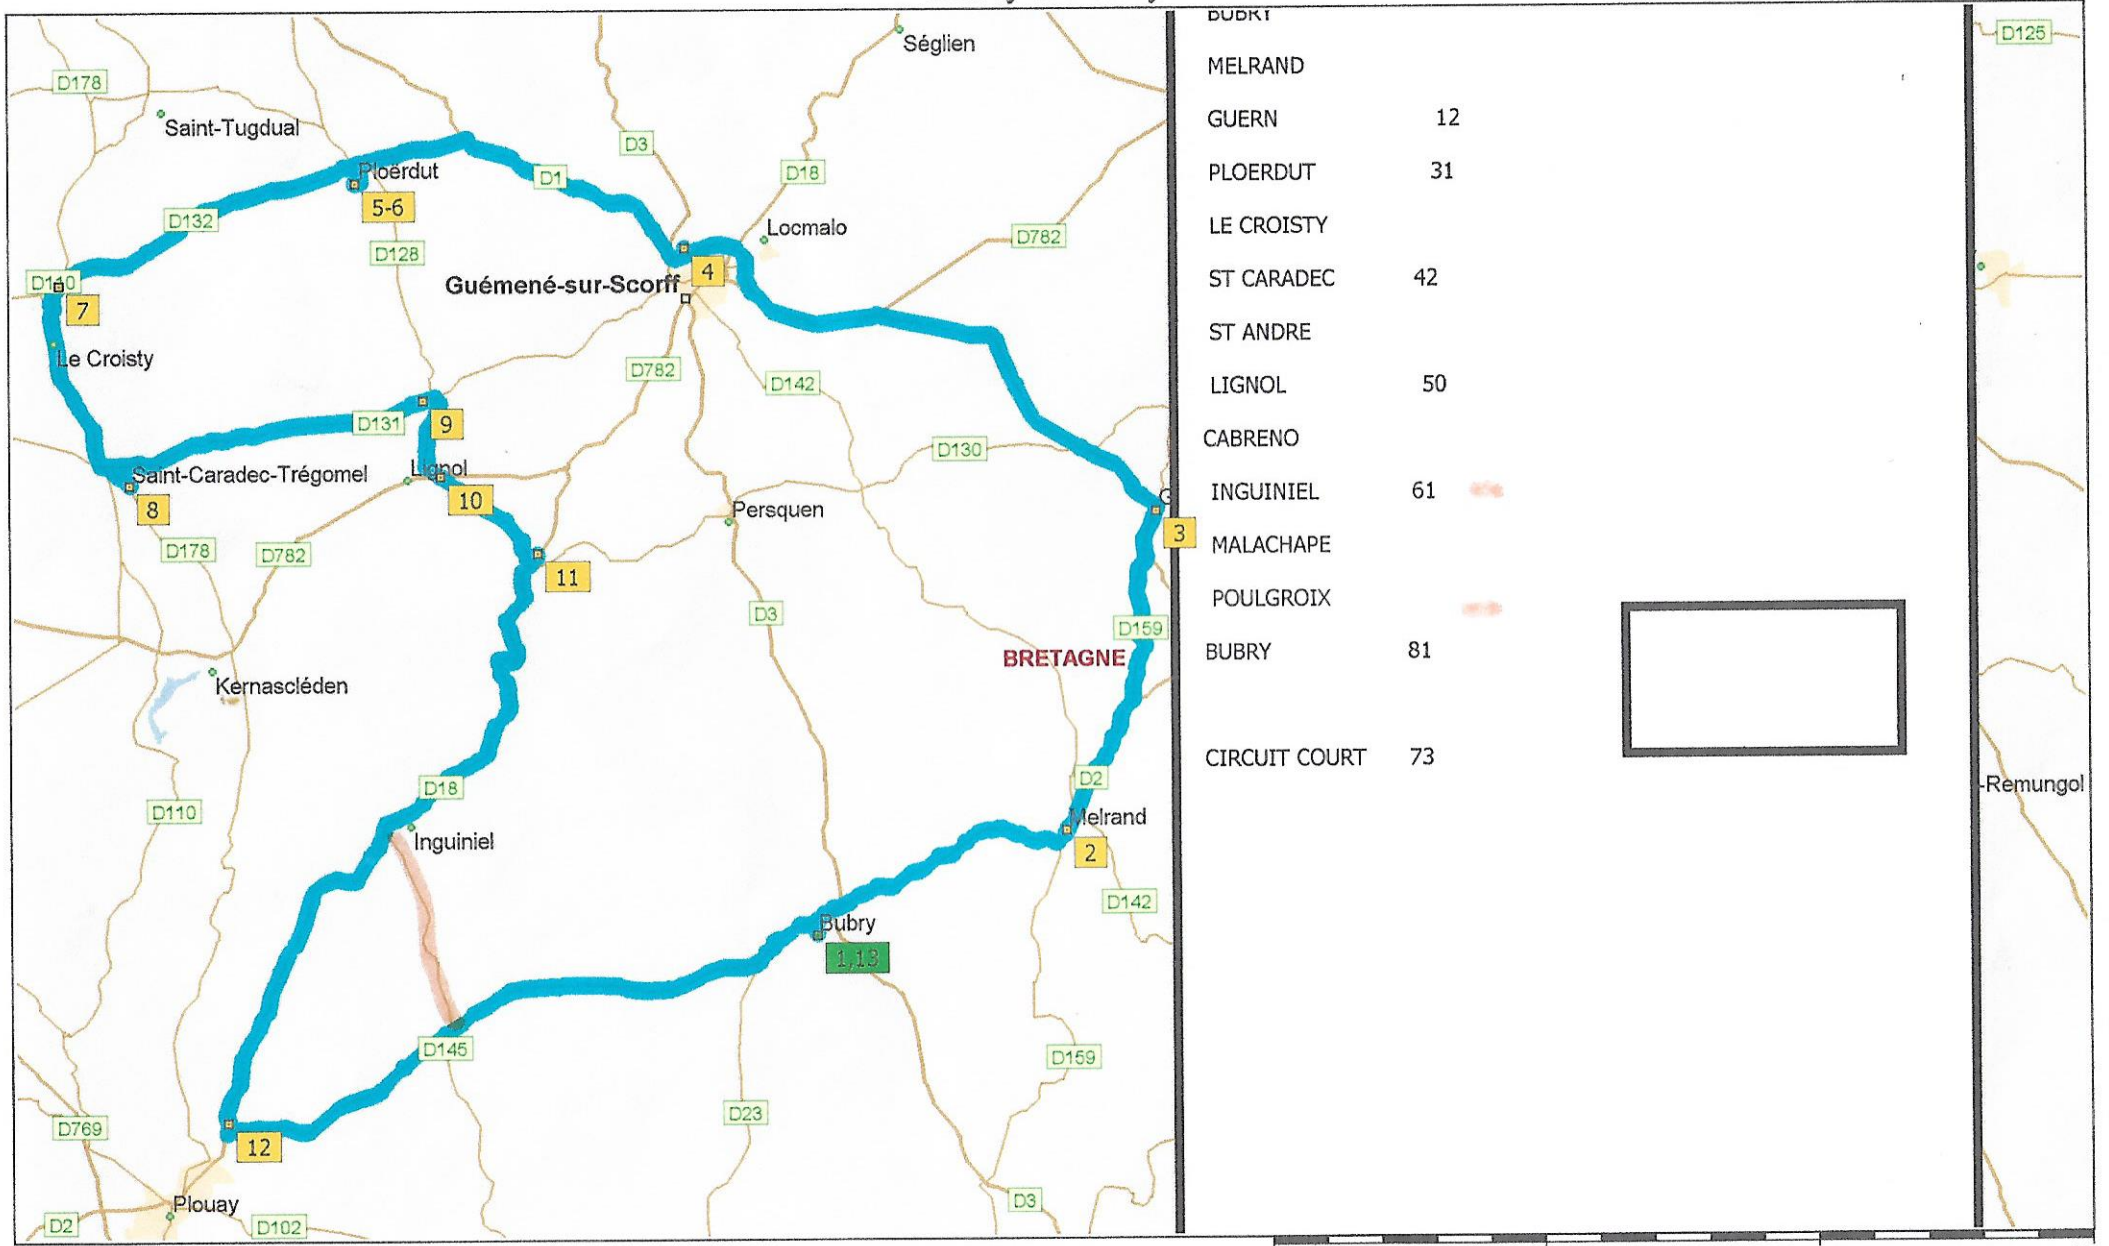 Séglien
D178
Saint-Tugdual
D3
D18
Ploërdut
D1
5-6
D132
Locmalo
D782
D128
4
Guémené-sur-Scorff
D110
7
Le Croisty
D782
D142
D131
9
D130
Saint-Caradec-Trégomel
Lignol
8
10
Persquen
G
3
D178
D782
11
D3
D159
BRETAGNE
Kernascléden
D18
D2
D110
Melrand
Inguiniel
2
D142
Bubry
1,13
D145
D159
D23
D769
12
Plouay
D2
D102
D3
BUBRY
MELRAND
GUERN 12
PLOERDUT 31
LE CROISTY
ST CARADEC 42
ST ANDRE
LIGNOL 50
CABRENO
INGUINIEL 61
MALACHAPE
POULGROIX
BUBRY 81
CIRCUIT COURT 73
D125
-Remungol